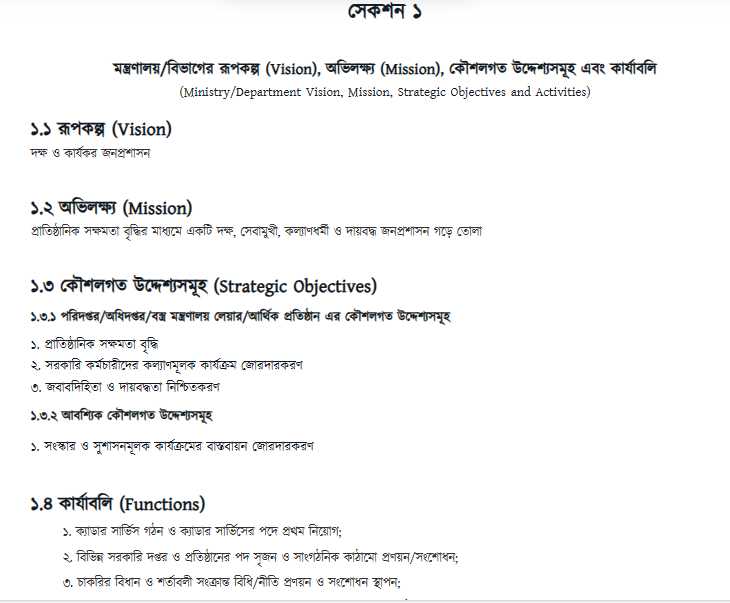 সেকশন ১
মন্ত্রণালয়/বিভাগের রূপকল্প (Vision), অভিলক্ষ্য (Mission), কৌশলগত উদ্দেশ্যসমূহ এবং কার্যাবলি
(Ministry/Department Vision, Mission, Strategic Objectives and Activities)
১.১ রূপকল্প (Vision)
দক্ষ ও কার্যকর জনপ্রশাসন
১.২ অভিলক্ষ্য (Mission)
প্রাতিষ্ঠানিক সক্ষমতা বৃদ্ধির মাধ্যমে একটি দক্ষ, সেবামুখী, কল্যাণধর্মী ও দায়বদ্ধ জনপ্রশাসন গড়ে তোলা
১.৩ কৌশলগত উদ্দেশ্যসমূহ (Strategic Objectives)
১.৩.১ পরিদপ্তর/অধিদপ্তর/বস্ত্র মন্ত্রণালয় লেয়ার/আর্থিক প্রতিষ্ঠান এর কৌশলগত উদ্দেশ্যসমূহ
১. প্রাতিষ্ঠানিক সক্ষমতা বৃদ্ধি
২. সরকারি কর্মচারীদের কল্যাণমূলক কার্যক্রম জোরদারকরণ
৩. জবাবদিহিতা ও দায়বদ্ধতা নিশ্চিতকরণ
১.৩.২ আবশ্যিক কৌশলগত উদ্দেশ্যসমূহ
১. সংস্কার ও সুশাসনমূলক কার্যক্রমের বাস্তবায়ন জোরদারকরণ
১.৪ কার্যাবলি (Functions)
১. ক্যাডার সার্ভিস গঠন ও ক্যাডার সার্ভিসের পদে প্রথম নিয়োগ;
২. বিভিন্ন সরকারি দপ্তর ও প্রতিষ্ঠানের পদ সৃজন ও সাংগঠনিক কাঠামো প্রণয়ন/সংশোধন;
৩. চাকরির বিধান ও শর্তাবলী সংক্রান্ত বিধি/নীতি প্রণয়ন ও সংশোধন স্থাপন;